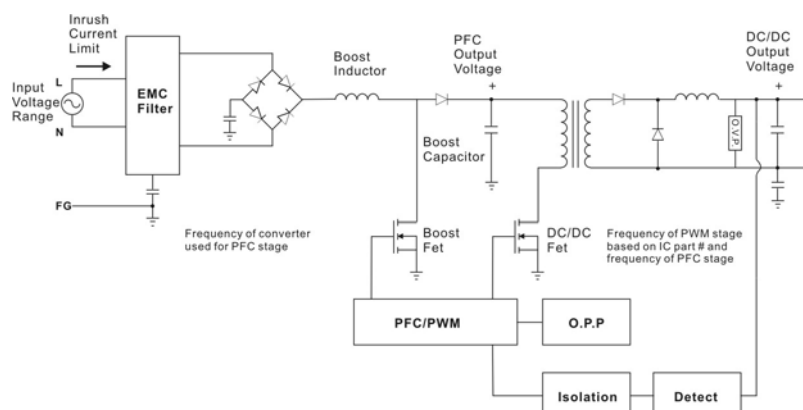 Inrush
Current
Limit
Input
Voltage
Range
L
N
EMC
Filter
FG
Boost
Inductor
PFC
Output
Voltage
+
DC/DC
Output
Voltage
+
Boost
Capacitor
O.V.P.
Frequency of converter
used for PFC stage
Boost
Fet
DC/DC
Fet
Frequency of PWM stage
based on IC part # and
frequency of PFC stage
PFC/PWM
O.P.P
Isolation
Detect